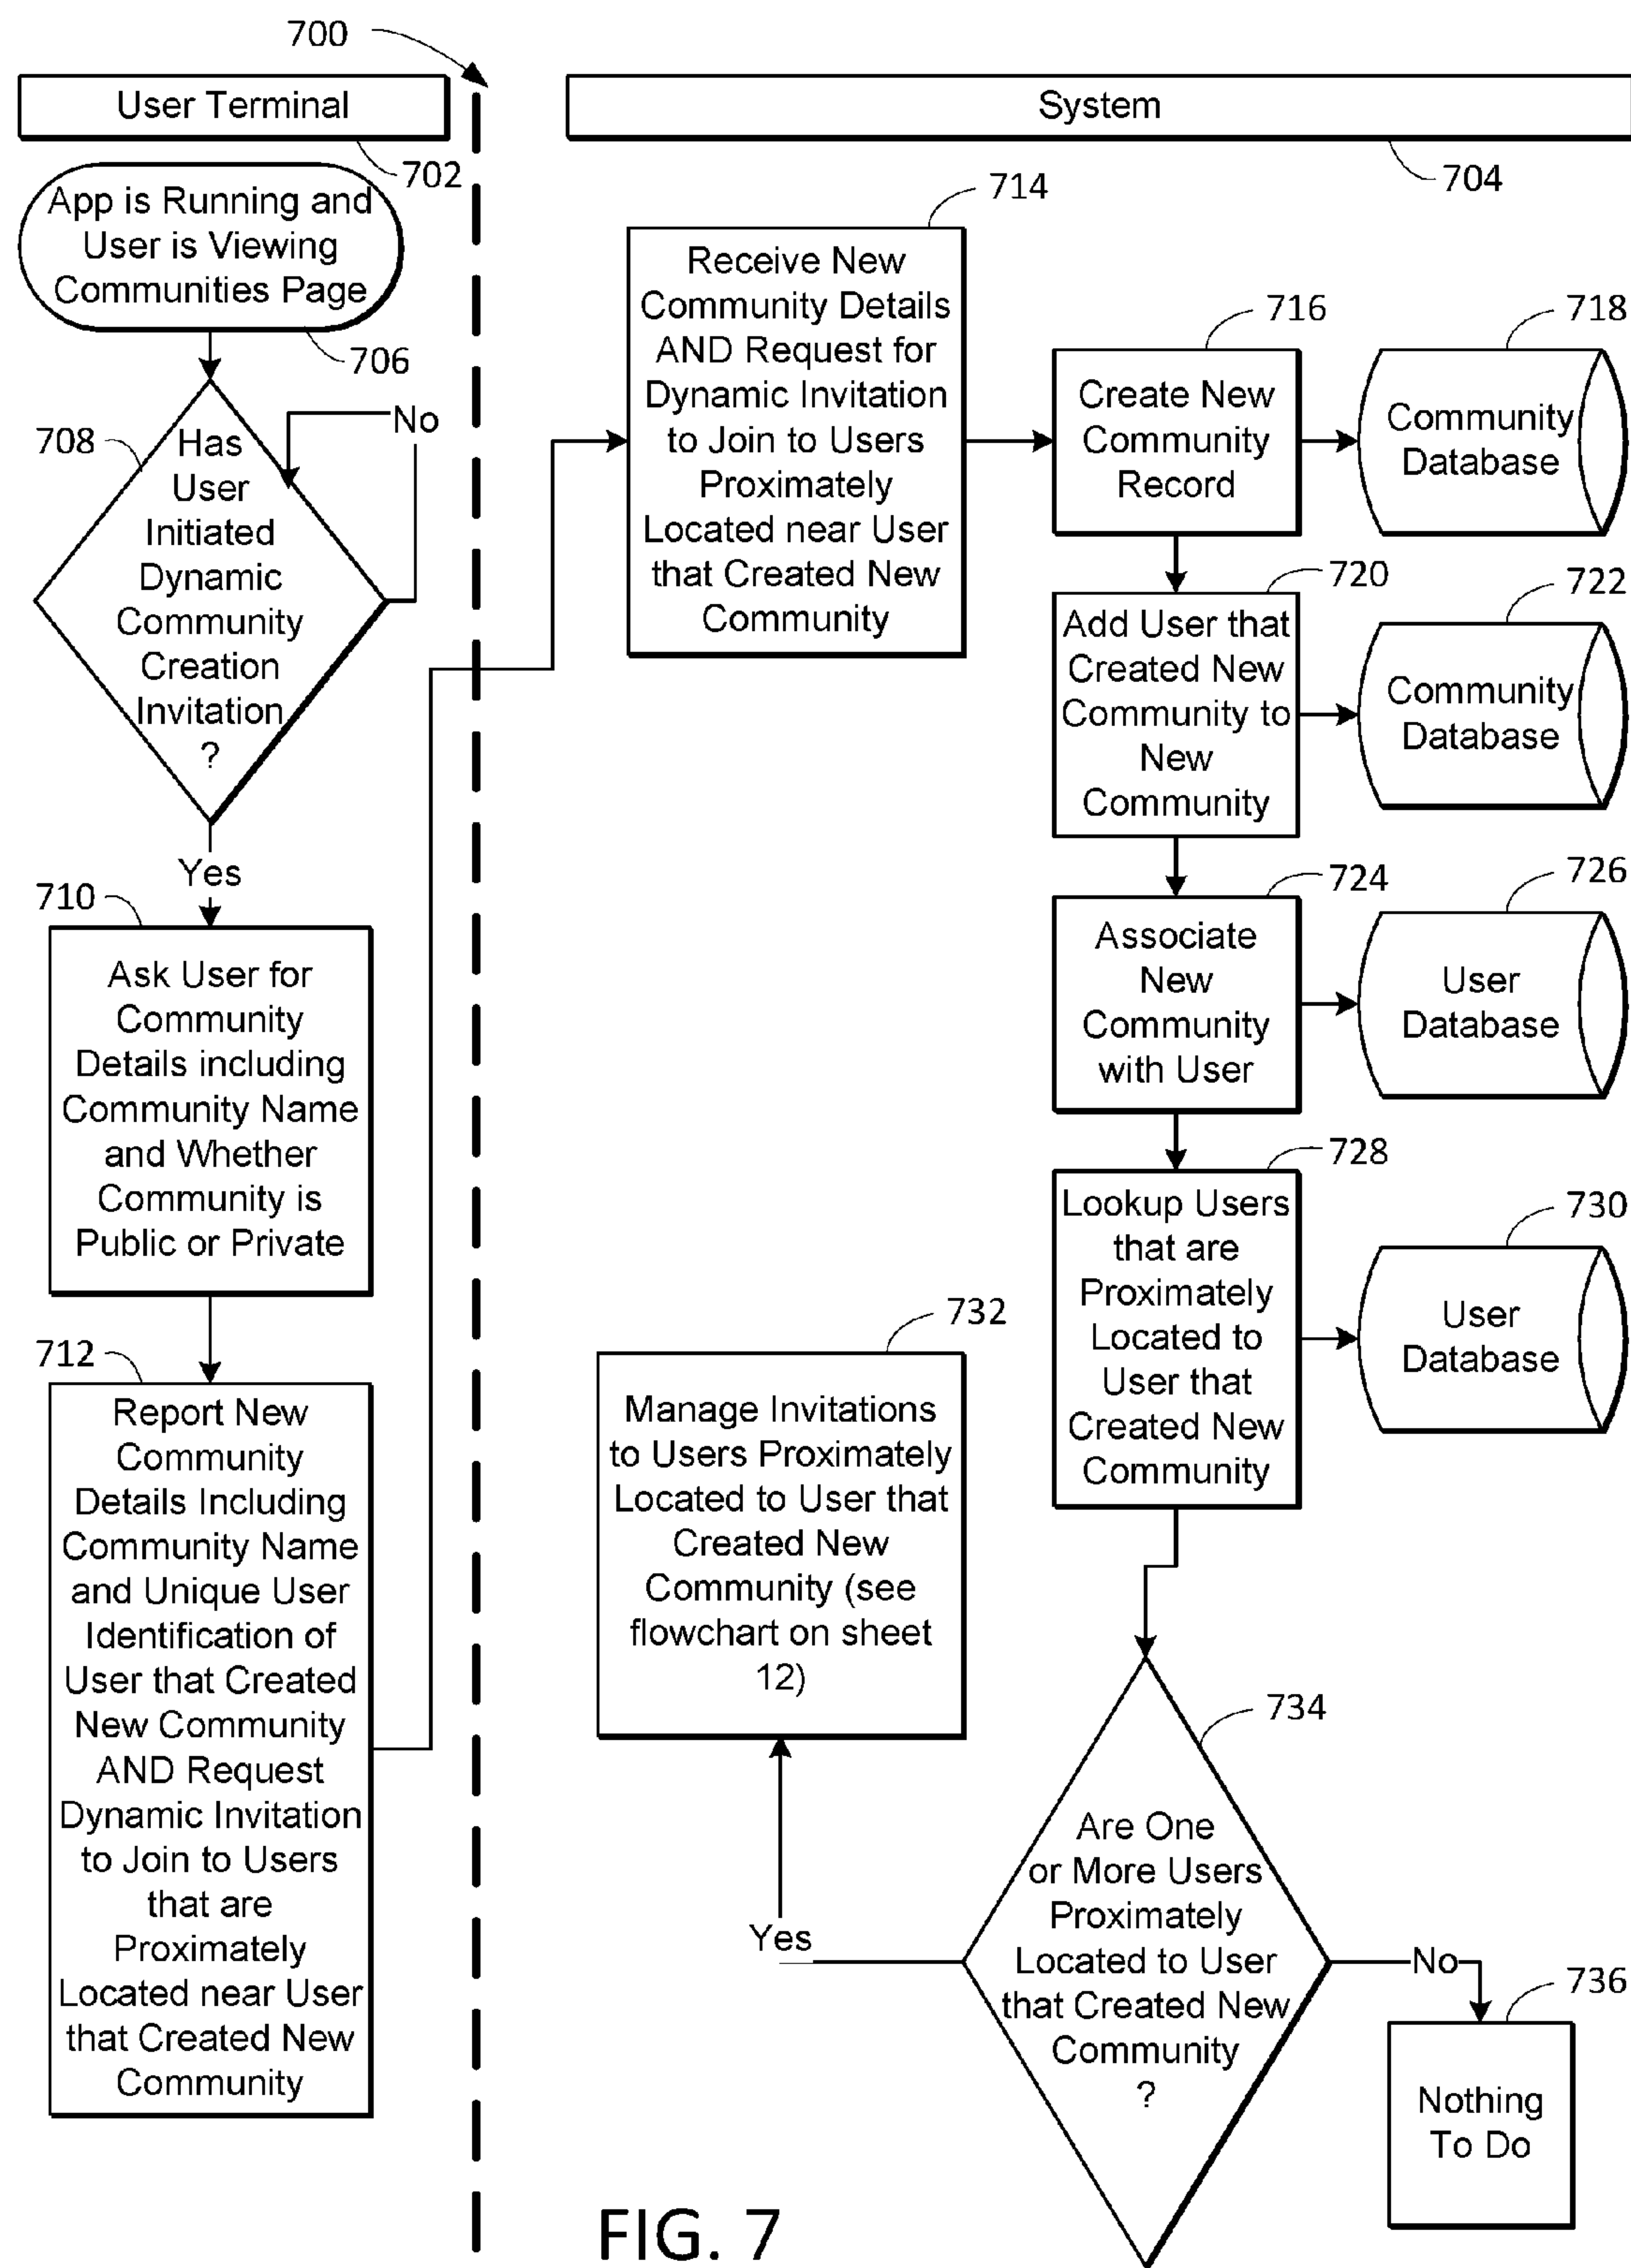 700
User Terminal
System
702
704
App is Running and
User is Viewing
Communities Page
706
708
Has
User
Initiated
Dynamic
Community
Creation
Invitation
?
No
Yes
710
Ask User for
Community
Details including
Community Name
and Whether
Community is
Public or Private
712
Report New
Community
Details Including
Community Name
and Unique User
Identification of
User that Created
New Community
AND Request
Dynamic Invitation
to Join to Users
that are
Proximately
Located near User
that Created New
Community
714
Receive New
Community Details
AND Request for
Dynamic Invitation
to Join to Users
Proximately
Located near User
that Created New
Community
716
Create New
Community
Record
718
Community
Database
720
Add User that
Created New
Community to
New
Community
722
Community
Database
724
Associate
New
Community
with User
726
User
Database
728
Lookup Users
that are
Proximately
Located to
User that
Created New
Community
730
User
Database
732
Manage Invitations
to Users Proximately
Located to User that
Created New
Community (see
flowchart on sheet
12)
734
Are One
or More Users
Proximately
Located to User
that Created New
Community
?
Yes
No
736
Nothing
To Do
FIG. 7